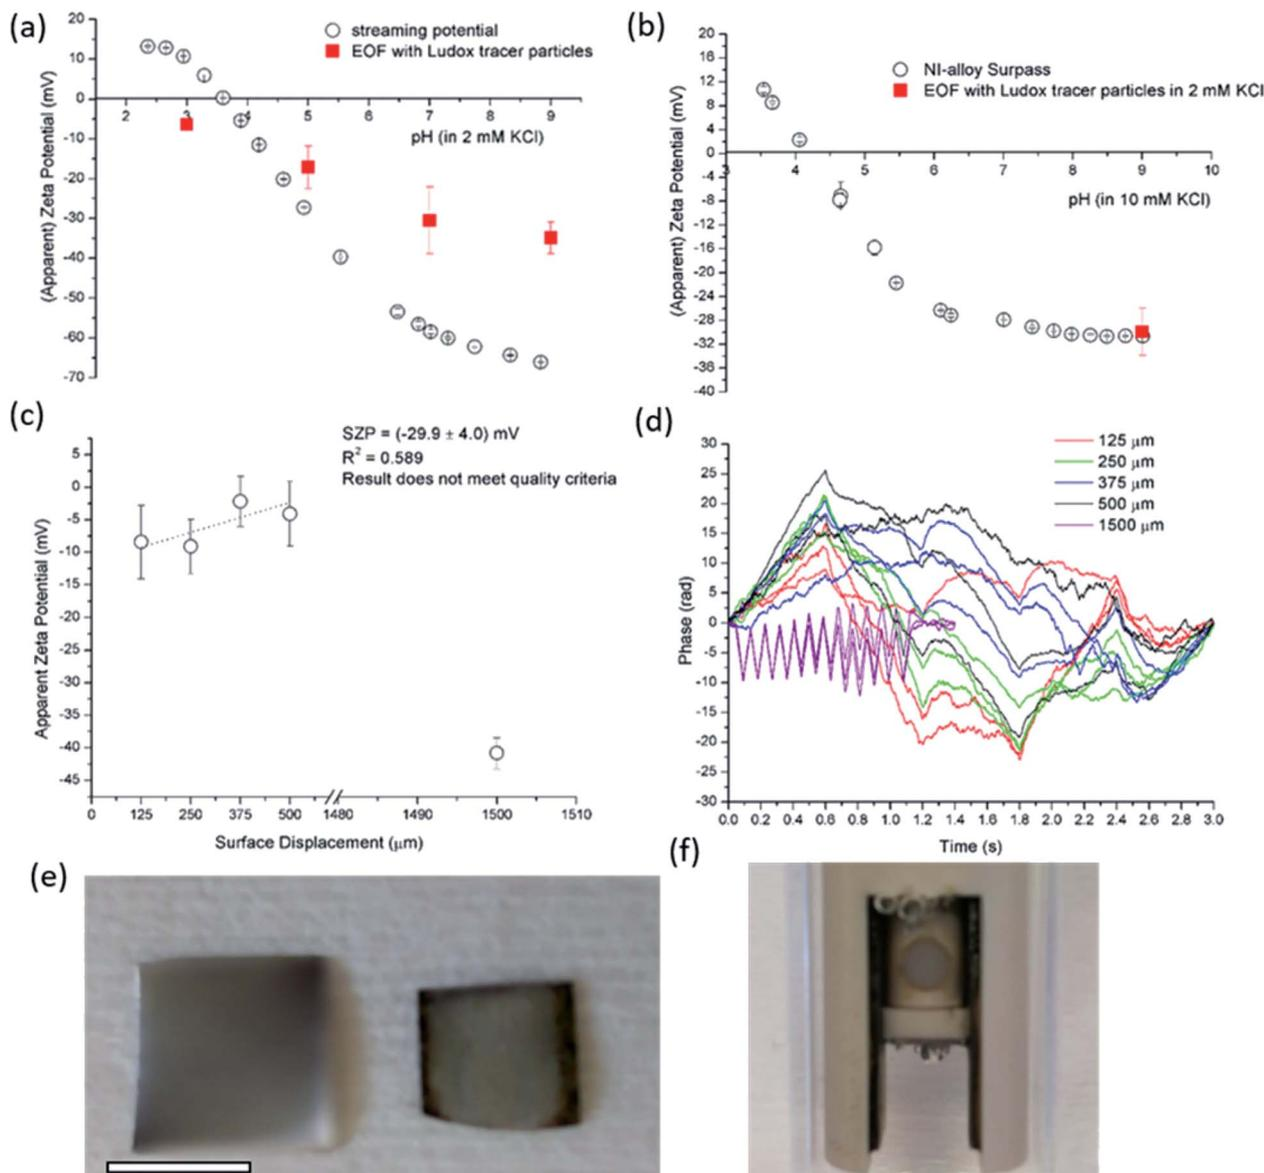 (a)
streaming potential
EOF with Ludox tracer particles
(Apparent) Zeta Potential (mV)
20
10
0
-10
-20
-30
-40
-50
-60
-70
2 3 4 5 6 7 8 9
pH (in 2 mM KCl)
(b)
NI-alloy Surpass
EOF with Ludox tracer particles in 2 mM KCl
(Apparent) Zeta Potential (mV)
20
16
12
8
4
0
-4
-8
-12
-16
-20
-24
-28
-32
-36
-40
3 4 5 6 7 8 9 10
pH (in 10 mM KCl)
(c)
SZP = (-29.9 ± 4.0) mV
R² = 0.589
Result does not meet quality criteria
Apparent Zeta Potential (mV)
5
0
-5
-10
-15
-20
-25
-30
-35
-40
-45
0 125 250 375 500 1480 1490 1500 1510
Surface Displacement (μm)
(d)
125 μm
250 μm
375 μm
500 μm
1500 μm
Phase (rad)
30
25
20
15
10
5
0
-5
-10
-15
-20
-25
-30
0.0 0.2 0.4 0.6 0.8 1.0 1.2 1.4 1.6 1.8 2.0 2.2 2.4 2.6 2.8 3.0
Time (s)
(e)
(f)